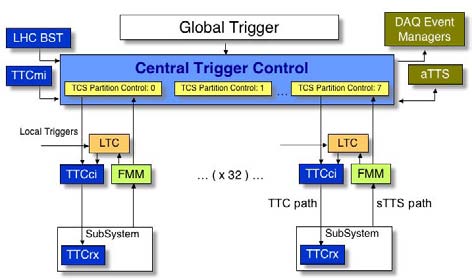 Global Trigger
LHC BST
DAQ Event
Managers
TTCmi
Central Trigger Control
aTTS
TCS Partition Control: 0
TCS Partition Control: 1
...
TCS Partition Control: 7
Local Triggers
LTC
LTC
TTCci
FMM
... ( x 32 ) ...
TTCci
FMM
TTC path
sTTS path
SubSystem
SubSystem
TTCrx
TTCrx